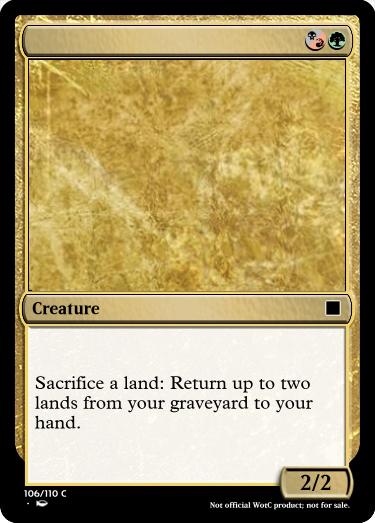 Creature
Sacrifice a land: Return up to two
lands from your graveyard to your
hand.
2/2
106/110 C
Not official WotC product; not for sale.